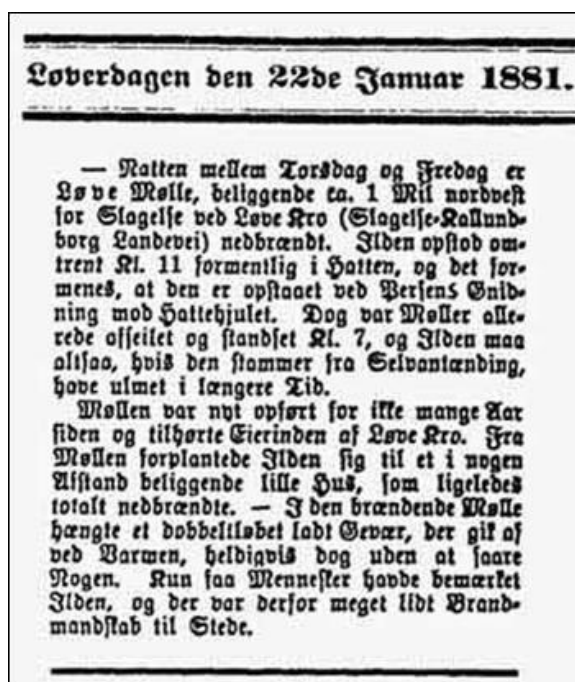 Løverdagen den 22de Januar 1881.
— Natten mellem Torsdag og Fredag er
Løve Mølle, beliggende ca. 1 Mil nordvest
for Slagelse ved Løve Kro (Slagelse-Kallund-
borg Landevei) nedbrændt. Ilden opstod om-
trent Kl. 11 formentlig i Hatten, og det for-
menes, at den er opstaaet ved Persens Gnid-
ning mod Hattehjulet. Dog var Møller alle-
rede afseilet og standset Kl. 7, og Ilden maa
altsaa, hvis den stammer fra Selvantænding,
have ulmet i længere Tid.
Møllen var nyt opført for ikke mange Aar
siden og tilhørte Eierinden af Løve Kro. Fra
Møllen forplantede Ilden sig til et i nogen
Afstand beliggende lille Hus, som ligeledes
totalt nedbrændte. — I den brændende Mølle
hængte et dobbeltløbet ladt Gevær, der gik af
ved Varmen, heldigvis dog uden at saare
Nogen. Kun faa Mennesker havde bemærket
Ilden, og der var derfor meget lidt Brand-
mandskab til Stede.